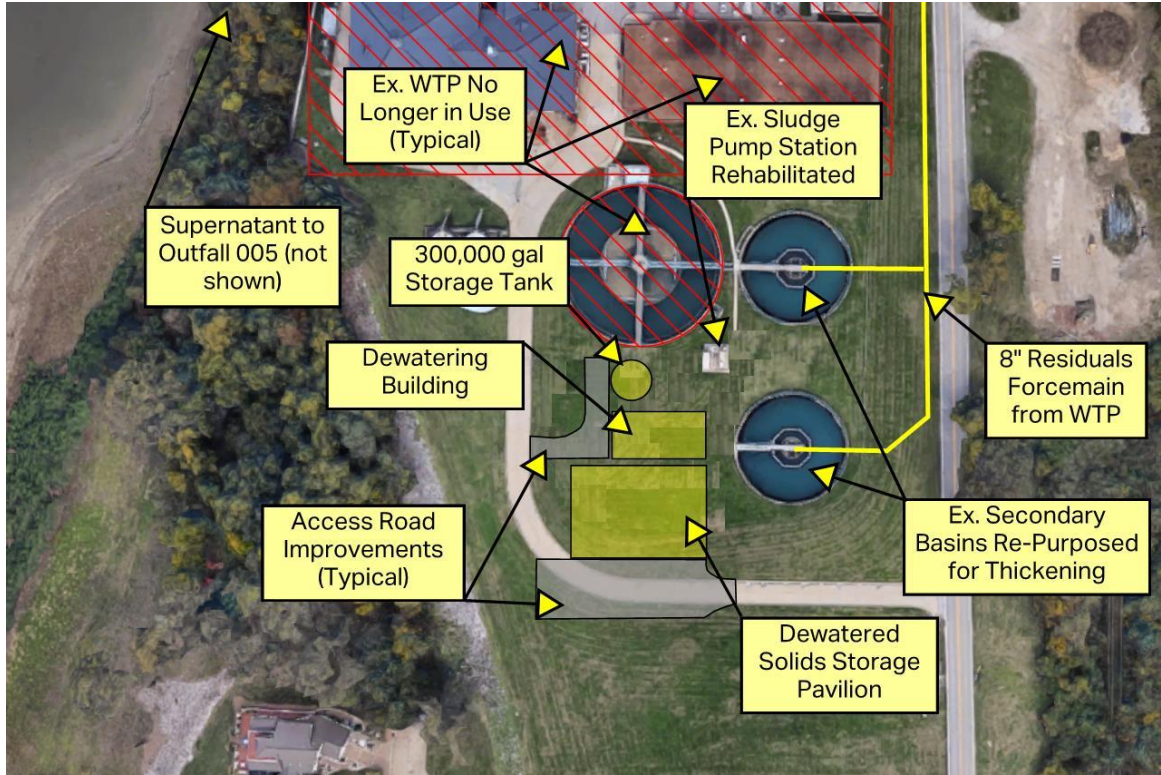 Ex. WTP No
Longer in Use
(Typical)
Ex. Sludge
Pump Station
Rehabilitated
Supernatant to
Outfall 005 (not
shown)
300,000 gal
Storage Tank
Dewatering
Building
8" Residuals
Forcemain
from WTP
Access Road
Improvements
(Typical)
Ex. Secondary
Basins Re-Purposed
for Thickening
Dewatered
Solids Storage
Pavilion